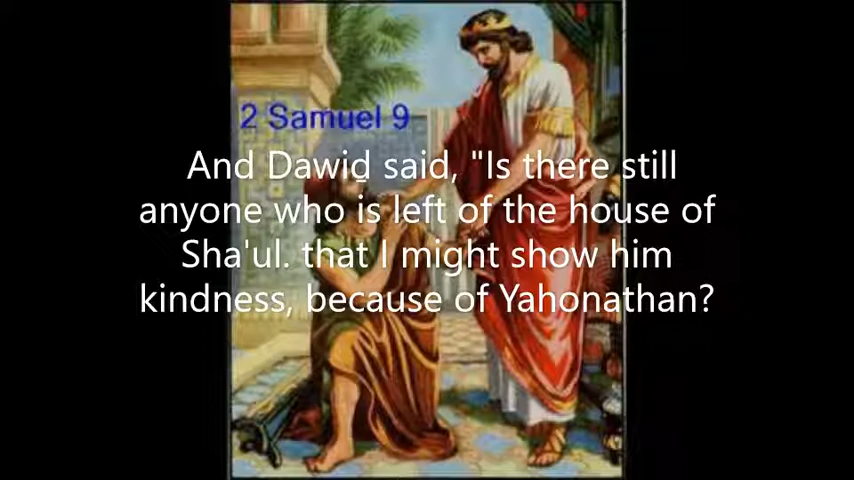 2 Samuel 9
And Dawiḏ said, "Is there still
anyone who is left of the house of
Sha'ul. that I might show him
kindness, because of Yahonathan?